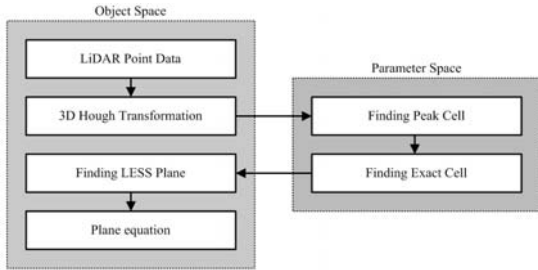 Object Space
LiDAR Point Data
3D Hough Transformation
Parameter Space
Finding Peak Cell
Finding Exact Cell
Finding LESS Plane
Plane equation